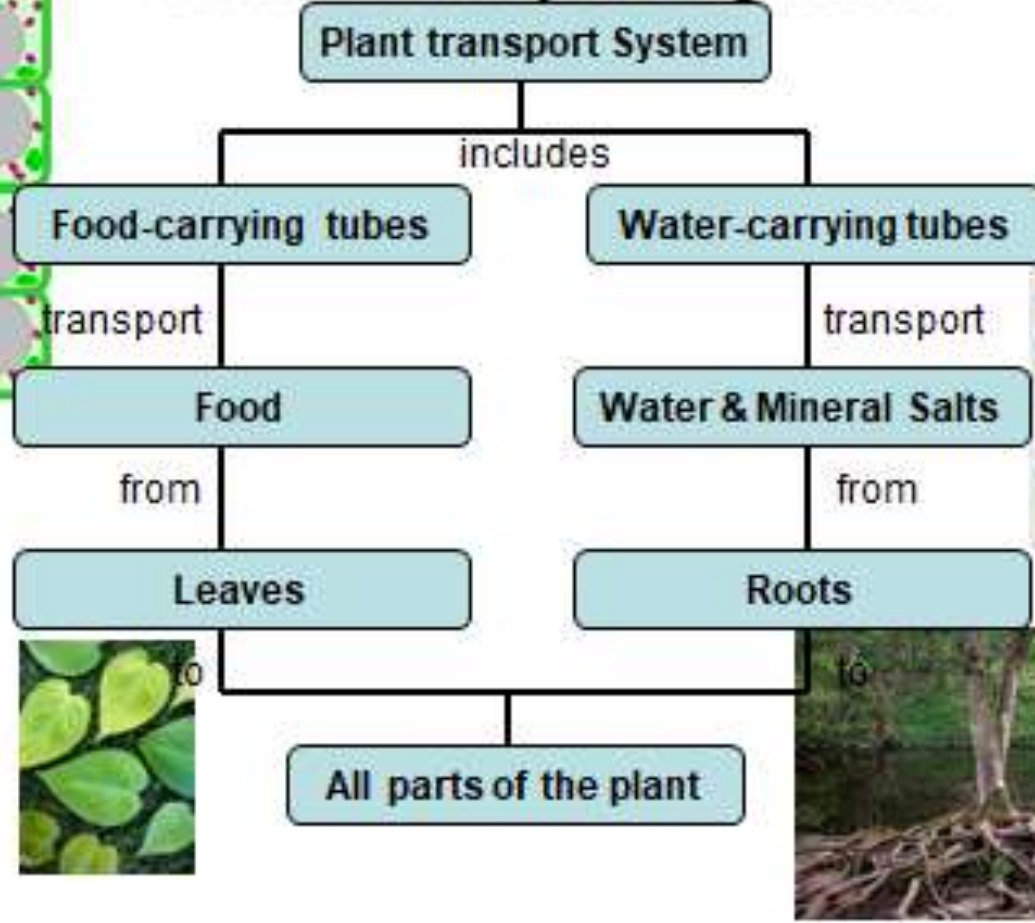 Plant transport System
includes
Food-carrying tubes
Water-carrying tubes
transport
transport
Food
Water & Mineral Salts
from
from
Leaves
Roots
to
to
All parts of the plant